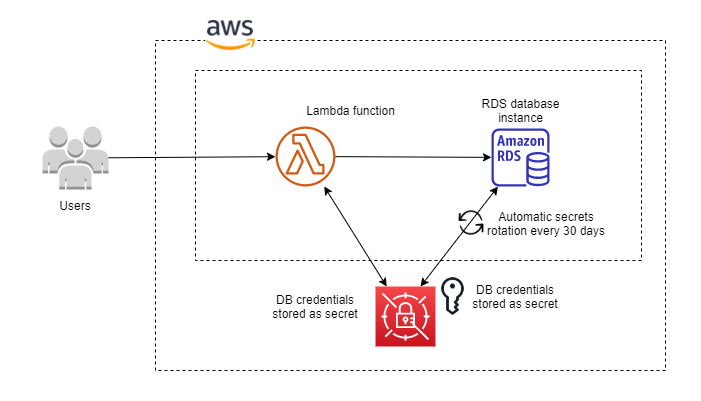 aws
Lambda function
RDS database
instance
Amazon
RDS
Users
Automatic secrets
rotation every 30 days
DB credentials
stored as secret
DB credentials
stored as secret